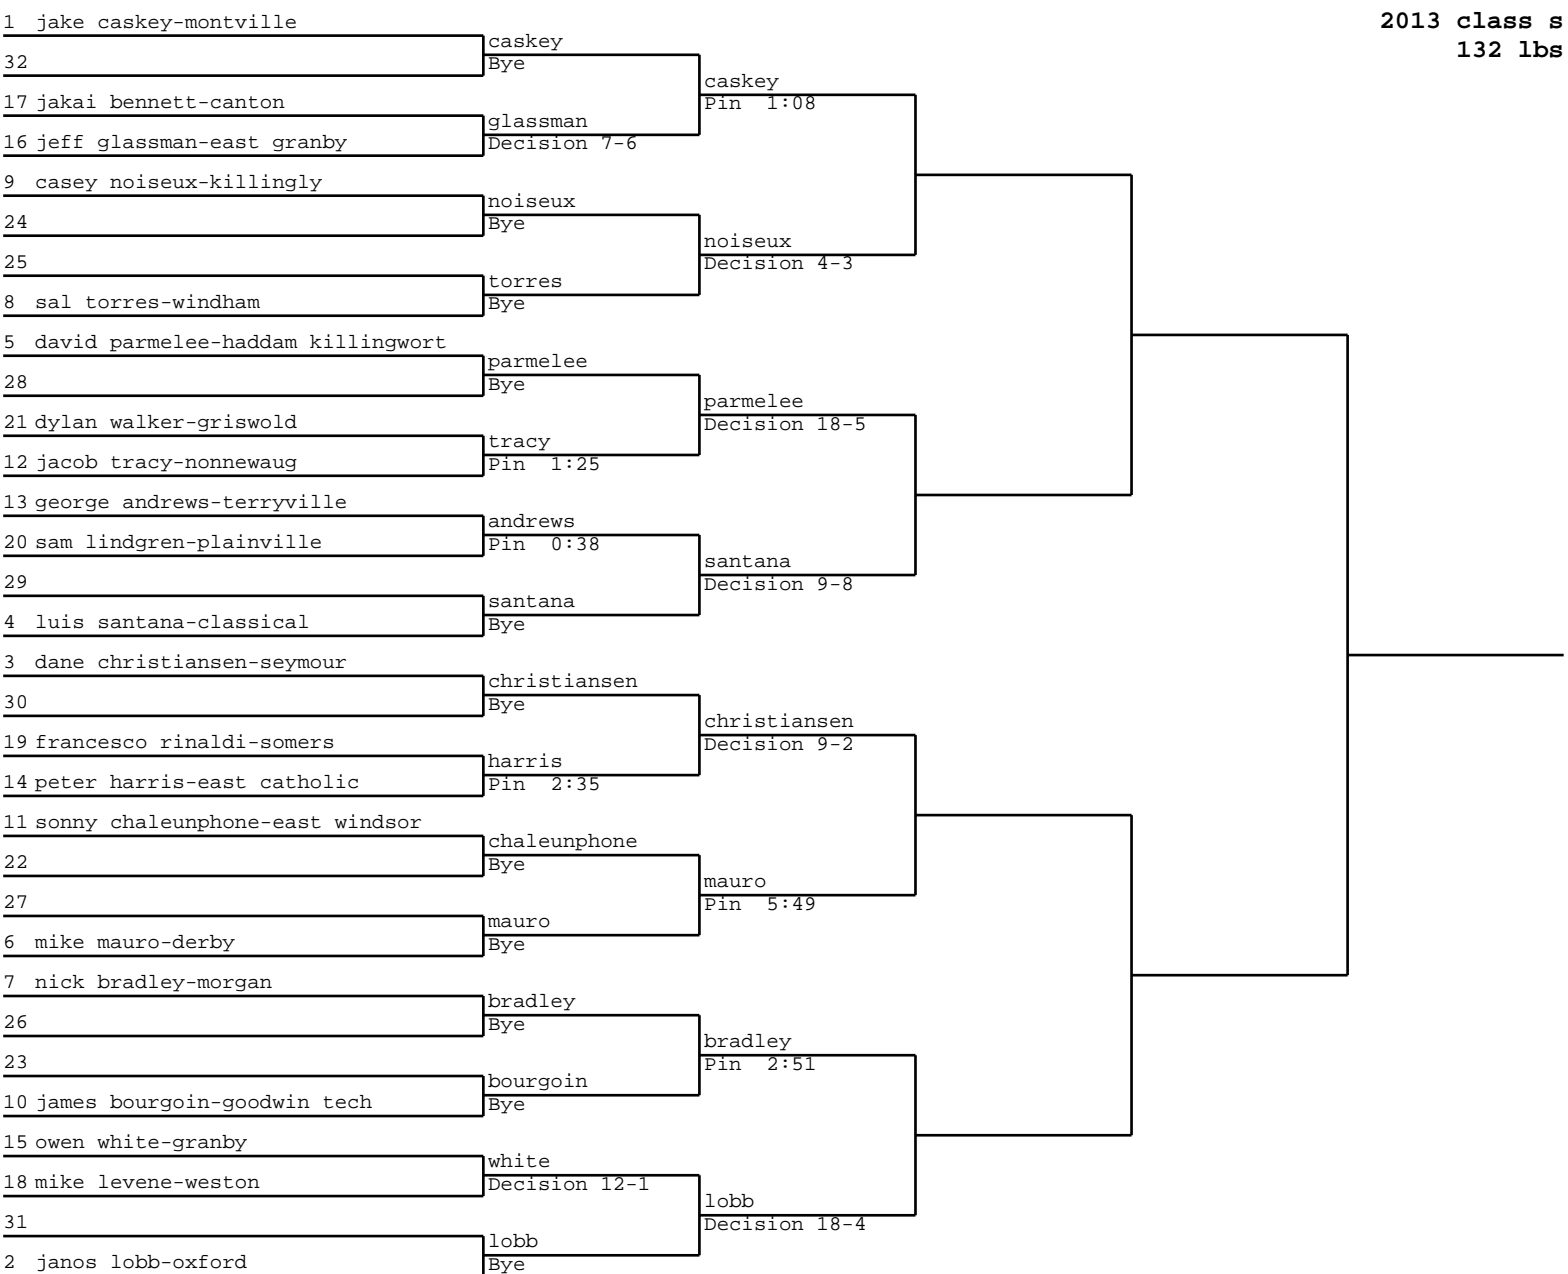 2013 class s
132 lbs
1 jake caskey-montville
32
17 jakai bennett-canton
16 jeff glassman-east granby
9 casey noiseux-killingly
24
25
8 sal torres-windham
5 david parmelee-haddam killingwort
28
21 dylan walker-griswold
12 jacob tracy-nonnewaug
13 george andrews-terryville
20 sam lindgren-plainville
29
4 luis santana-classical
3 dane christiansen-seymour
30
19 francesco rinaldi-somers
14 peter harris-east catholic
11 sonny chaleunphone-east windsor
22
27
6 mike mauro-derby
7 nick bradley-morgan
26
23
10 james bourgoin-goodwin tech
15 owen white-granby
18 mike levene-weston
31
2 janos lobb-oxford
caskey
Bye
glassman
Decision 7-6
noiseux
Bye
torres
Bye
parmelee
Bye
tracy
Pin 1:25
andrews
Pin 0:38
santana
Bye
christiansen
Bye
harris
Pin 2:35
chaleunphone
Bye
mauro
Bye
bradley
Bye
bourgoin
Bye
white
Decision 12-1
lobb
Bye
caskey
Pin 1:08
noiseux
Decision 4-3
parmelee
Decision 18-5
santana
Decision 9-8
christiansen
Decision 9-2
mauro
Pin 5:49
bradley
Pin 2:51
lobb
Decision 18-4